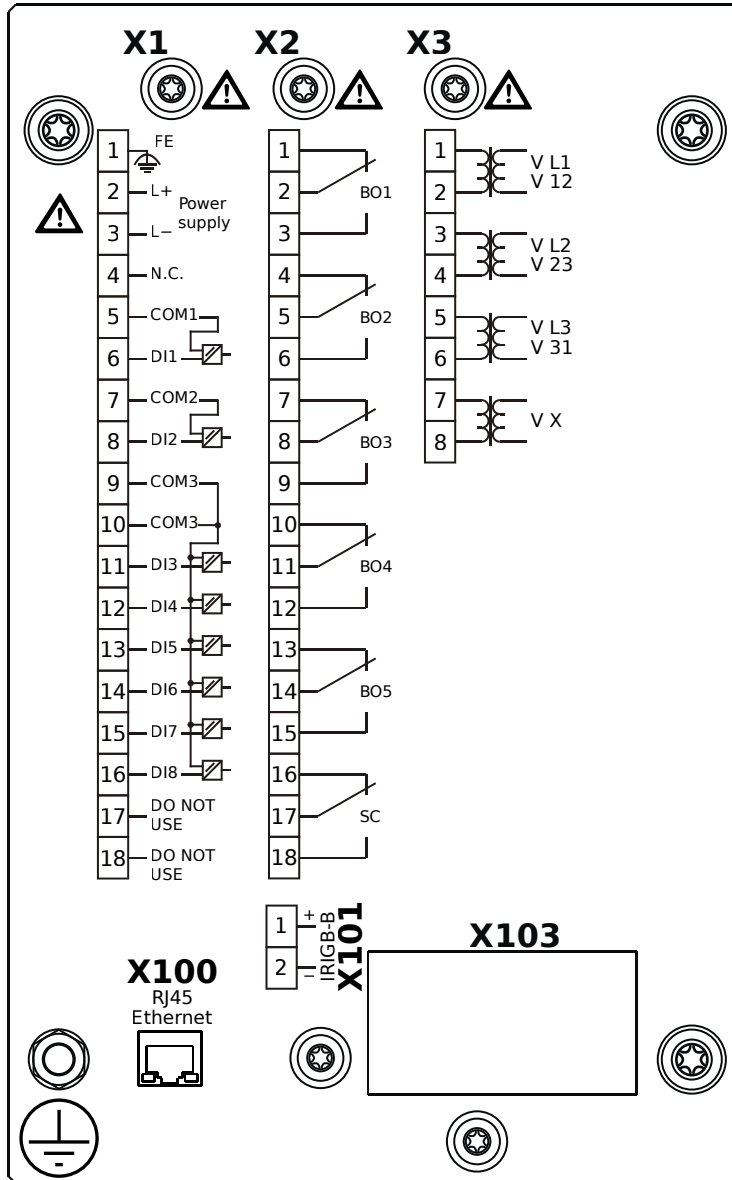 X1
X2
X3
1 FE
2 L+
Power
supply
3 L−
4 N.C.
5 COM1
6 DI1
7 COM2
8 DI2
9 COM3
10 COM3
11 DI3
12 DI4
13 DI5
14 DI6
15 DI7
16 DI8
17 DO NOT
USE
18 DO NOT
USE
1
2 BO1
3
4
5 BO2
6
7
8 BO3
9
10
11 BO4
12
13
14 BO5
15
16
17 SC
18
1 V L1
2 V 12
3 V L2
4 V 23
5 V L3
6 V 31
7 V X
8
1 +
2 −
IRIGB-B
X101
X100
RJ45
Ethernet
X103